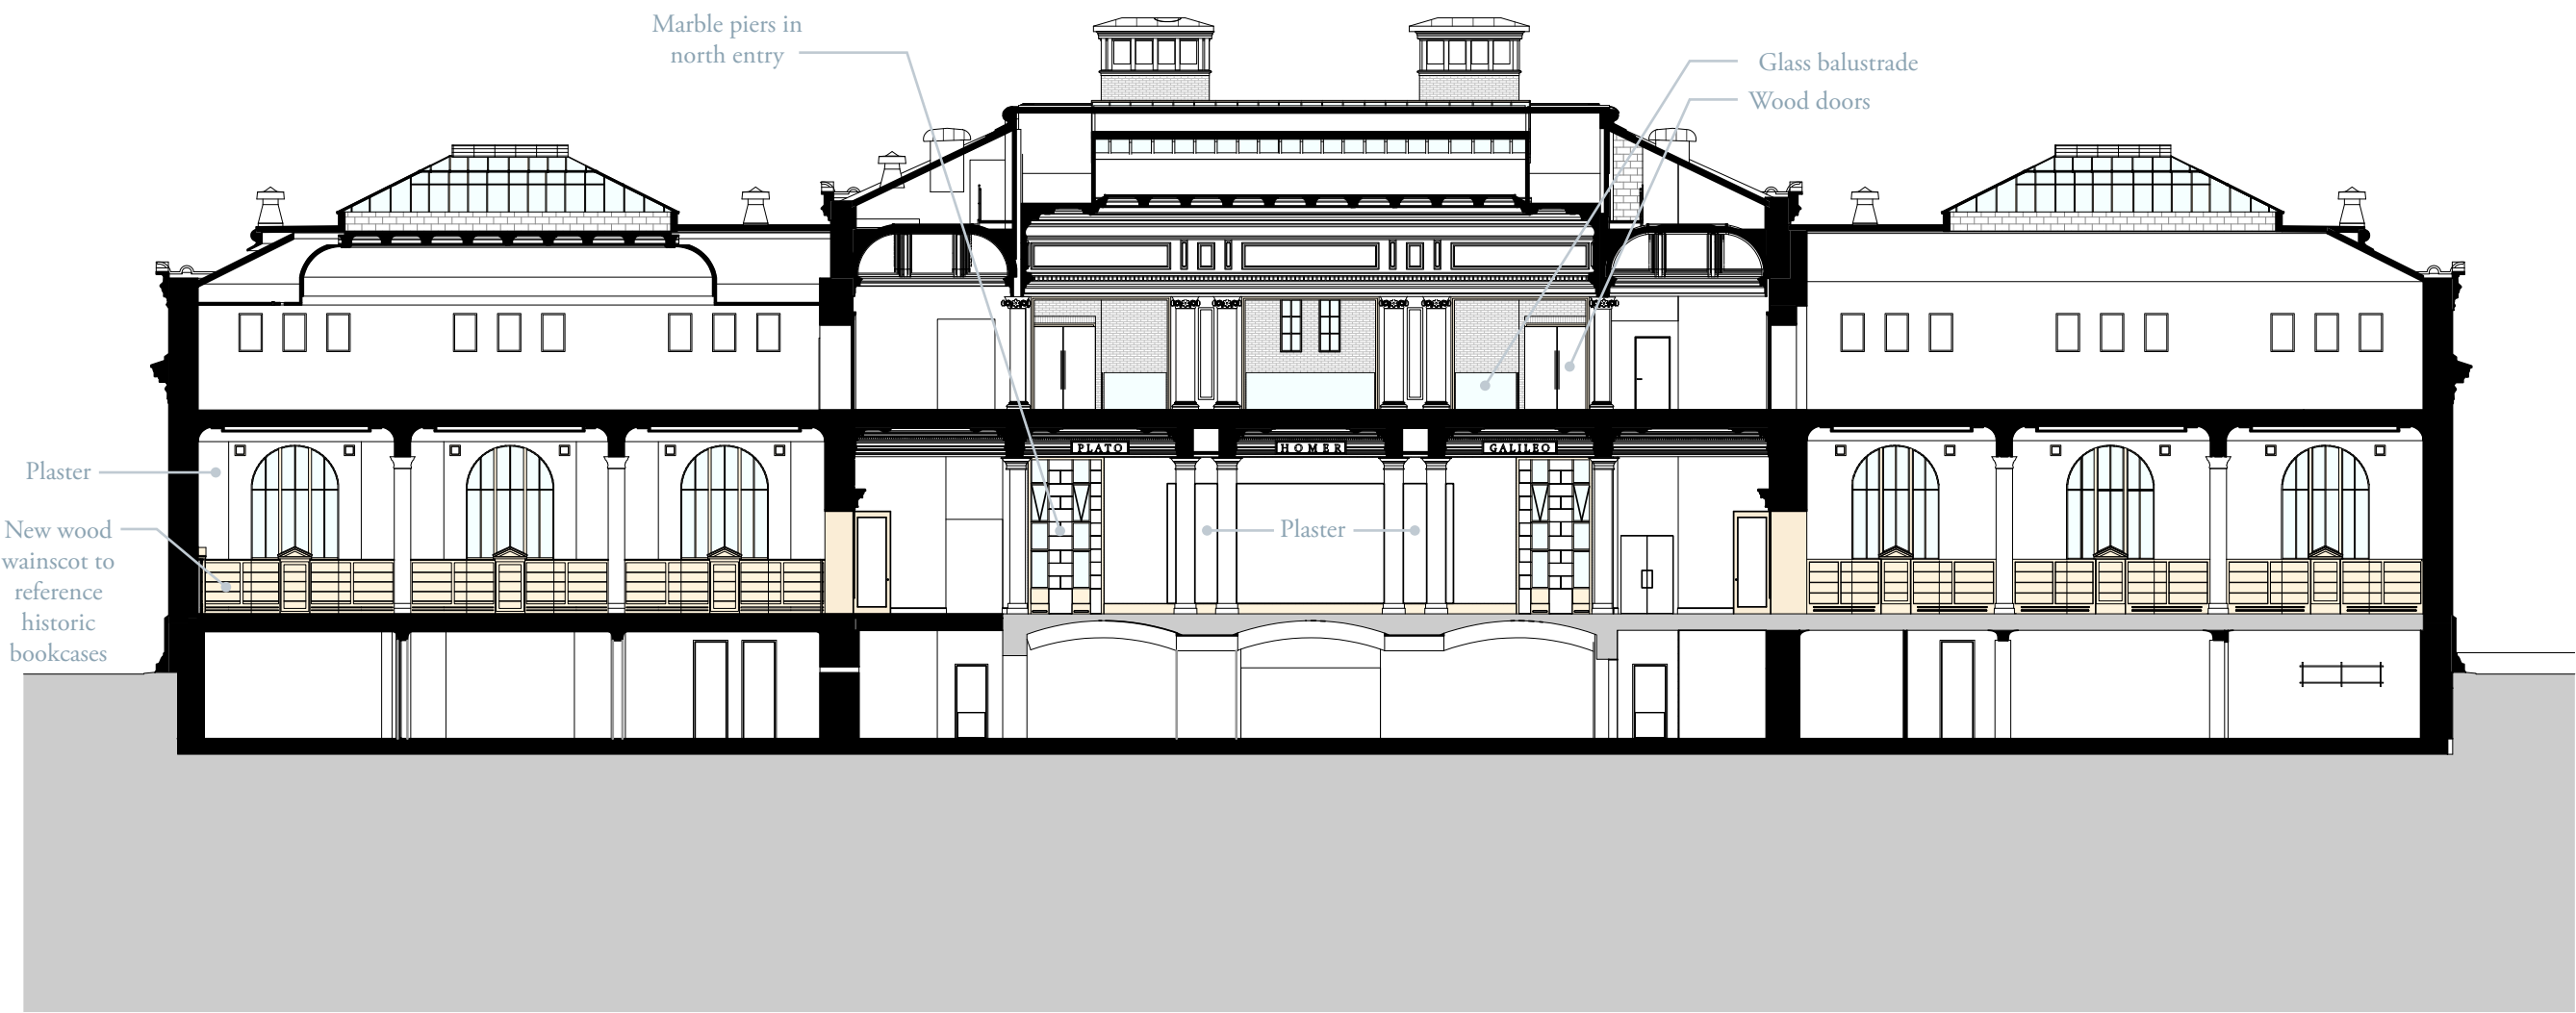 Marble piers in
north entry
Glass balustrade
Wood doors
PLATO
HOMER
GALILEO
Plaster
New wood
wainscot to
reference
historic
bookcases
Plaster